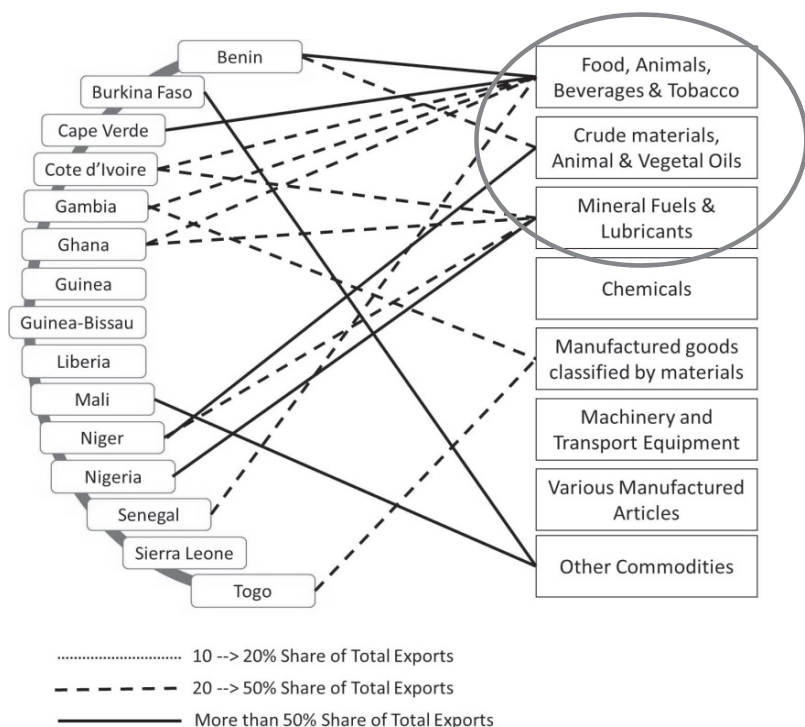 Benin
Burkina Faso
Cape Verde
Cote d'Ivoire
Gambia
Ghana
Guinea
Guinea-Bissau
Liberia
Mali
Niger
Nigeria
Senegal
Sierra Leone
Togo
Food, Animals,
Beverages & Tobacco
Crude materials,
Animal & Vegetal Oils
Mineral Fuels &
Lubricants
Chemicals
Manufactured goods
classified by materials
Machinery and
Transport Equipment
Various Manufactured
Articles
Other Commodities
10 --> 20% Share of Total Exports
20 --> 50% Share of Total Exports
More than 50% Share of Total Exports